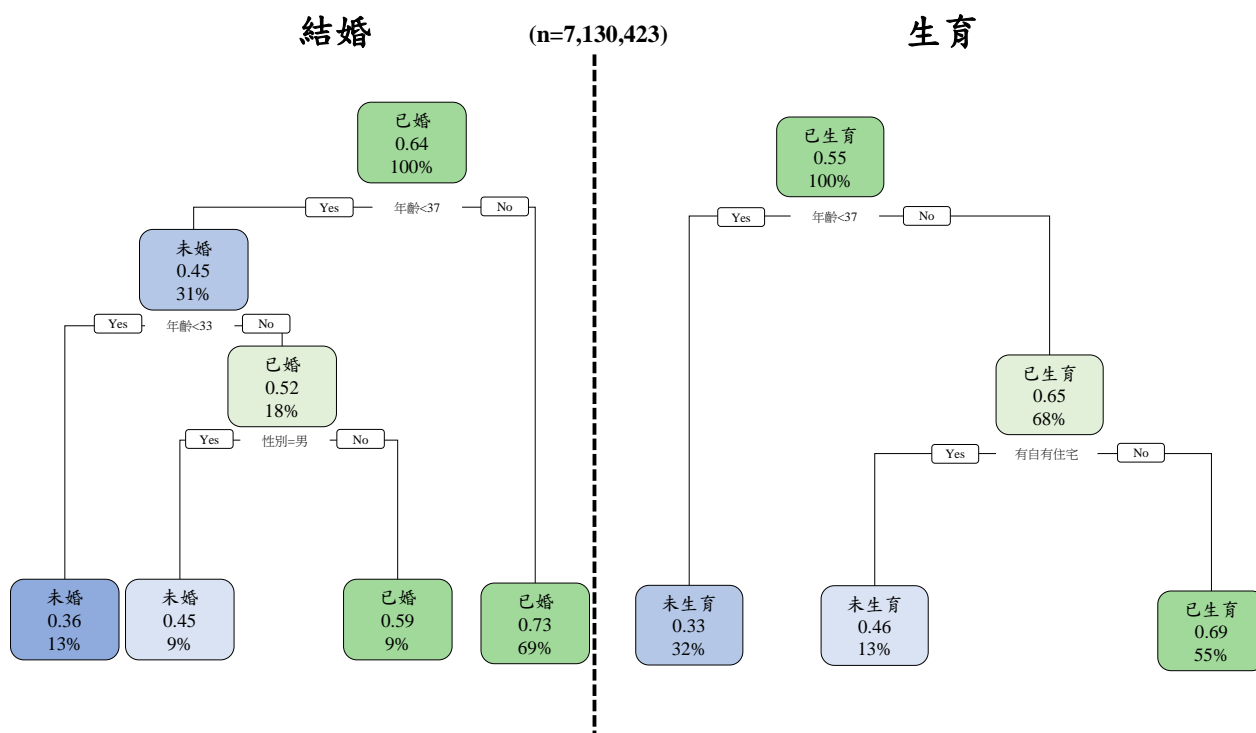 結婚
(n=7,130,423)
生育
已婚
0.64
100%
Yes
年齡<37
No
未婚
0.45
31%
Yes
年齡<33
No
已婚
0.52
18%
Yes
性別=男
No
未婚
0.36
13%
未婚
0.45
9%
已婚
0.59
9%
已婚
0.73
69%
已生育
0.55
100%
Yes
年齡<37
No
已生育
0.65
68%
Yes
有自有住宅
No
未生育
0.33
32%
未生育
0.46
13%
已生育
0.69
55%